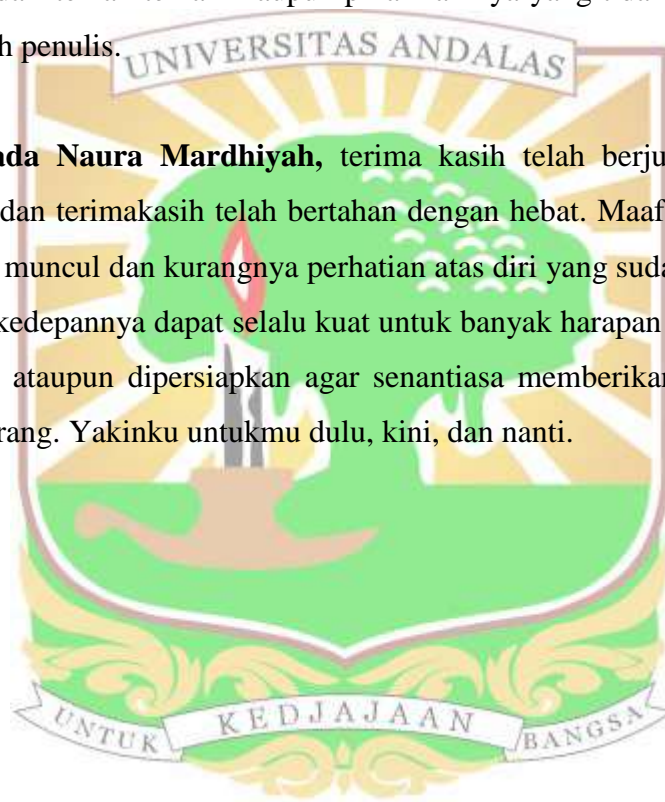 h penulis.
UNIVERSITAS ANDALAS
ada Naura Mardhiyah, terima kasih telah berju
dan terimakasih telah bertahan dengan hebat. Maaf
muncul dan kurangnya perhatian atas diri yang suda
kedepannya dapat selalu kuat untuk banyak harapan
ataupun dipersiapkan agar senantiasa memberikan
rang. Yakinku untukmu dulu, kini, dan nanti.
UNTUK KEDJAJAAN BANGSA